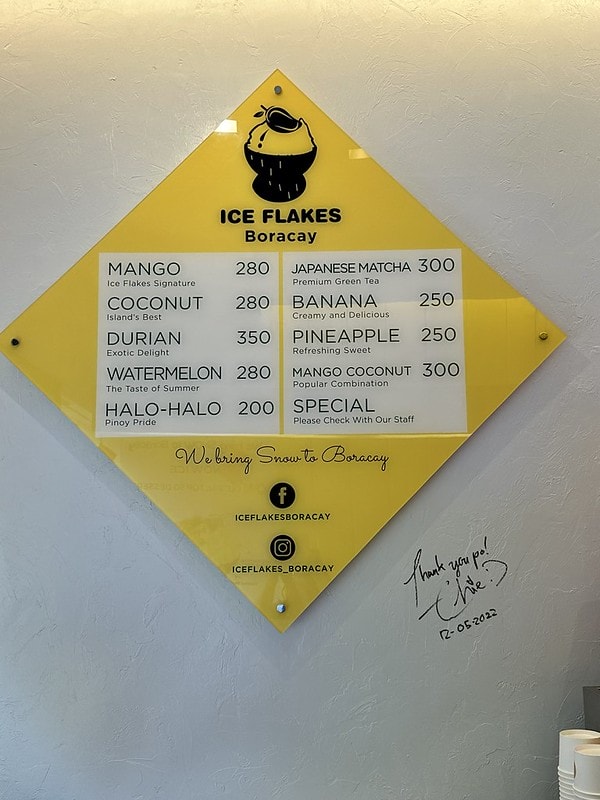 ICE FLAKES
Boracay
MANGO 280
Ice Flakes Signature
COCONUT 280
Island's Best
DURIAN 350
Exotic Delight
WATERMELON 280
The Taste of Summer
HALO-HALO 200
Pinoy Pride
JAPANESE MATCHA 300
Premium Green Tea
BANANA 250
Creamy and Delicious
PINEAPPLE 250
Refreshing Sweet
MANGO COCONUT 300
Popular Combination
SPECIAL
Please Check With Our Staff
We bring Snow to Boracay
f
ICEFLAKESBORACAY
ICEFLAKES_BORACAY
Thank you po!
12-05-2022